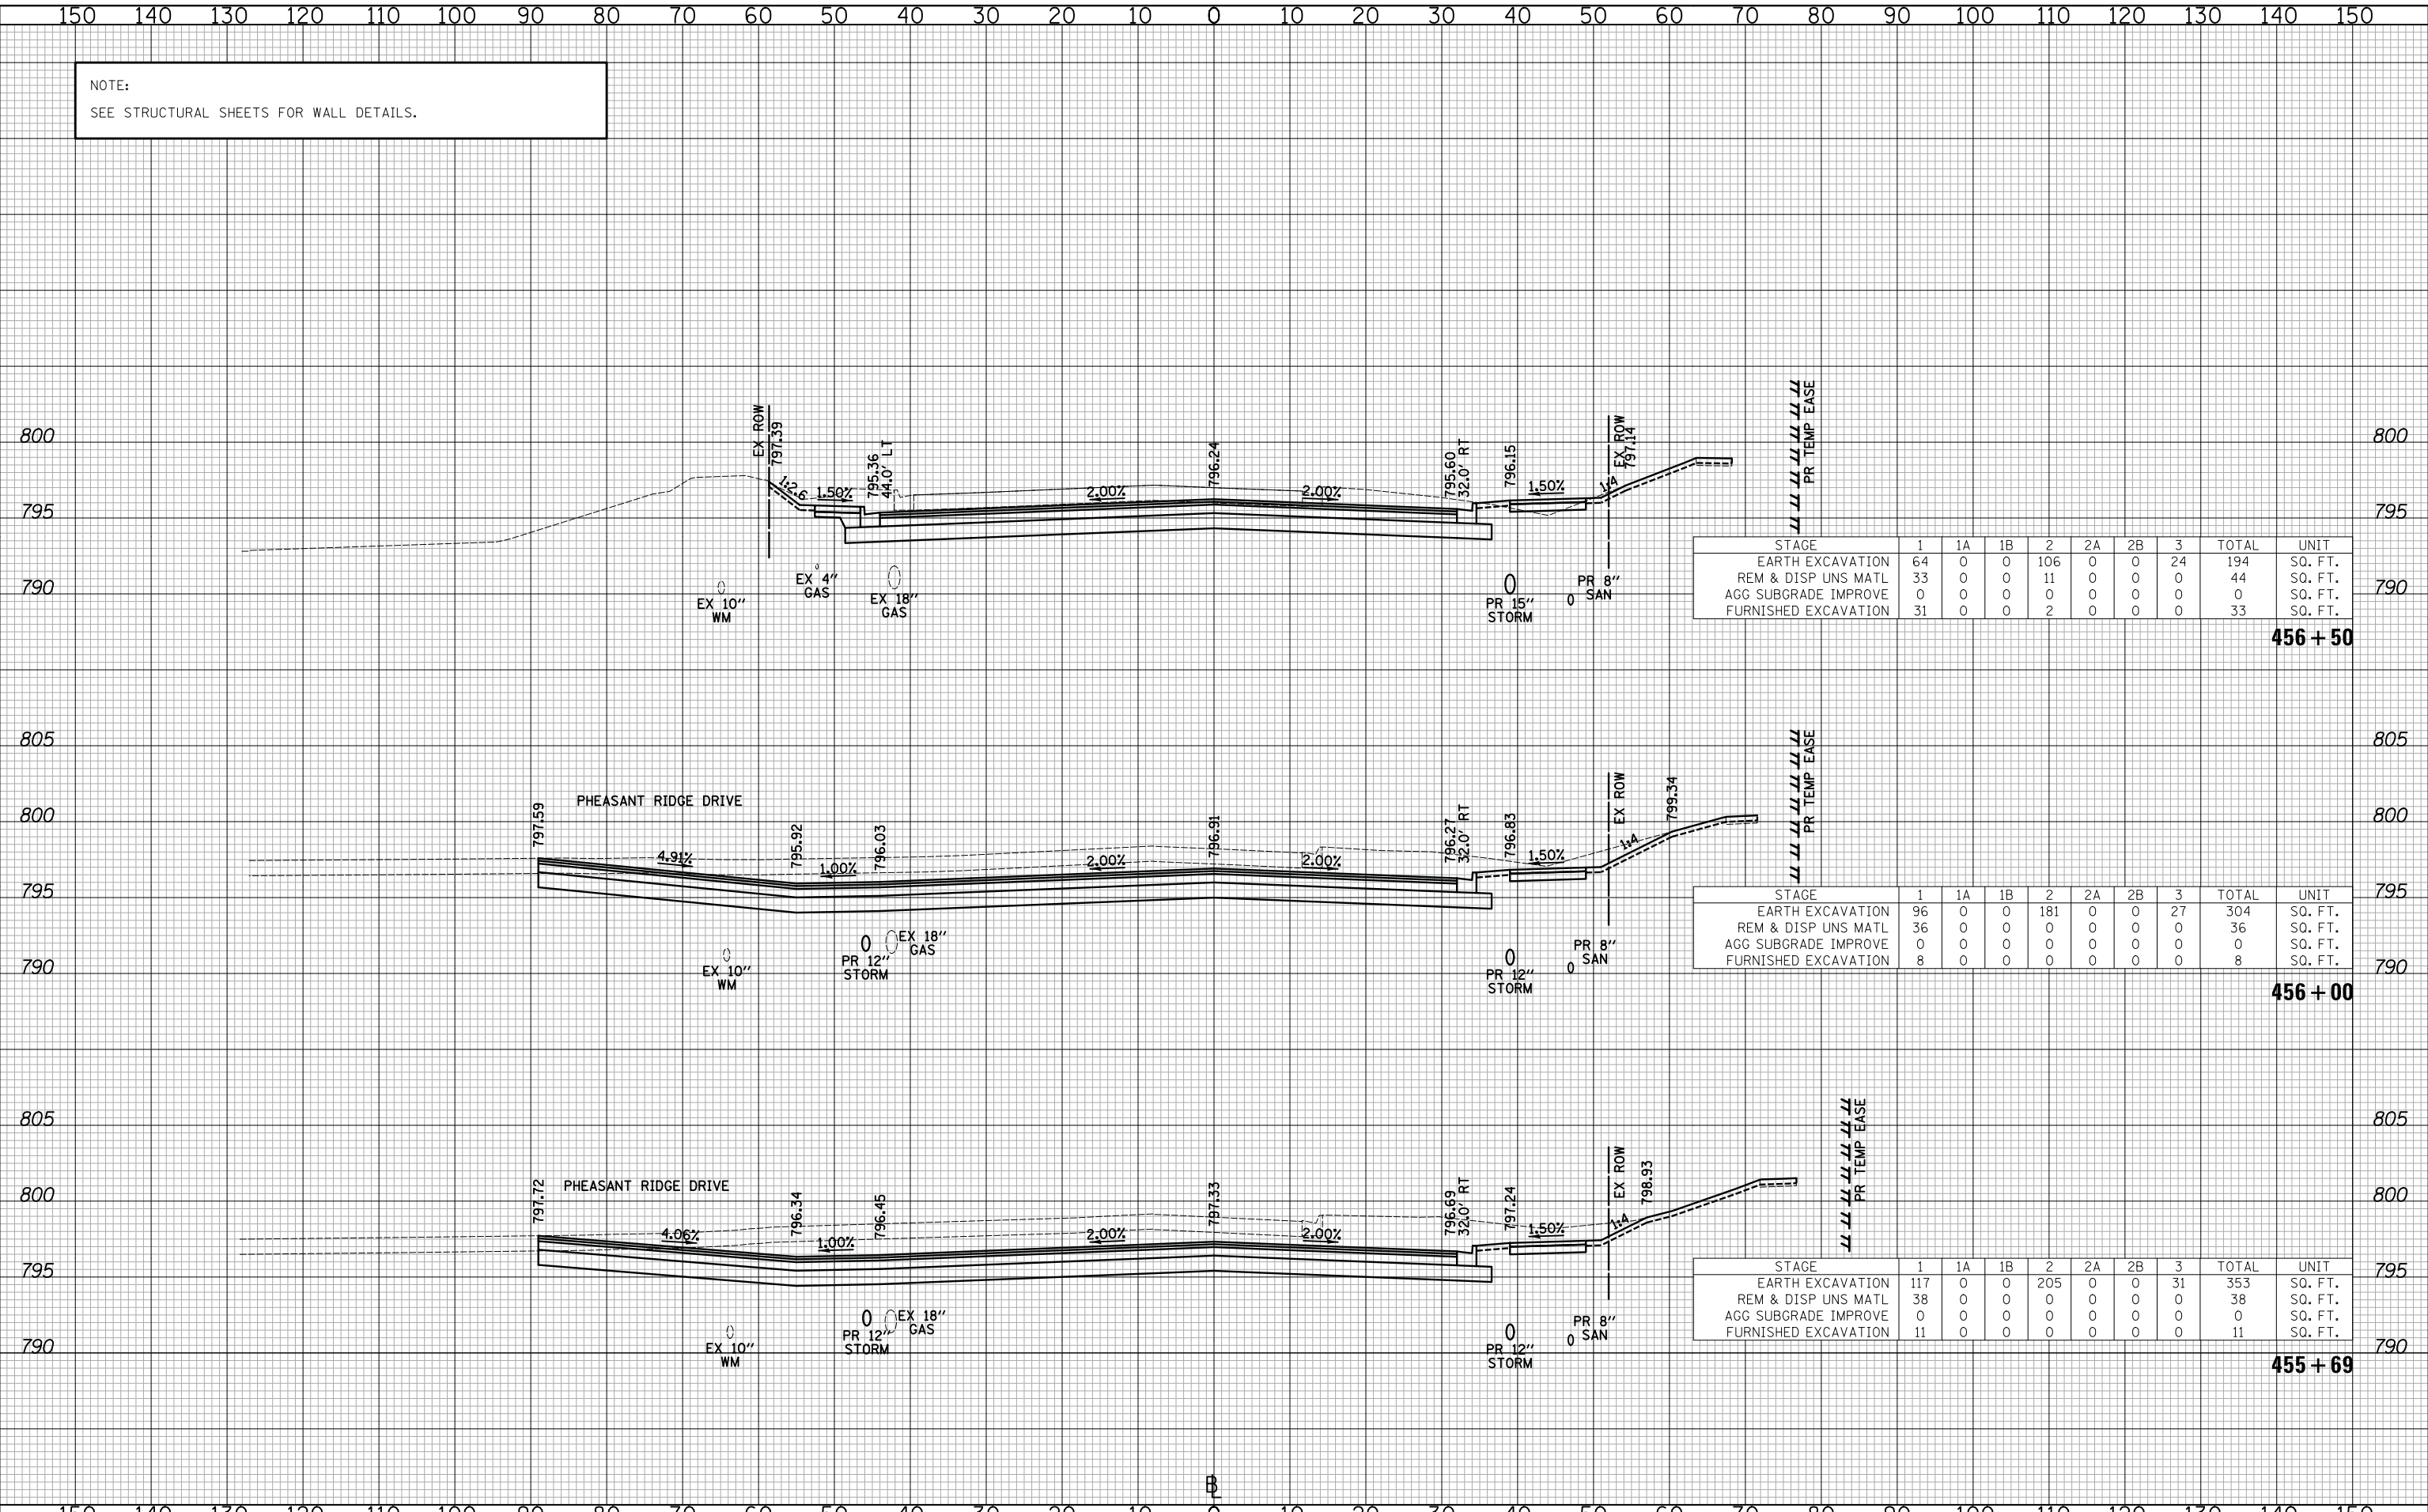 150 140 130 120 110 100 90 80 70 60 50 40 30 20 10 0 10 20 30 40 50 60 70 80 90 100 110 120 130 140 150
NOTE:
SEE STRUCTURAL SHEETS FOR WALL DETAILS.
800 800
795 795
790 790
EX ROW
797.39
1:2.6
1.50%
795.36
44.0' LT
2.00%
796.24
2.00%
795.60
32.0' RT
796.15
1.50%
1:4
EX ROW
797.14
PR TEMP EASE
EX 10" WM
EX 4" GAS
EX 18" GAS
PR 15" STORM
PR 8" SAN
STAGE 1 1A 1B 2 2A 2B 3 TOTAL UNIT
EARTH EXCAVATION 64 0 0 106 0 0 24 194 SQ. FT.
REM & DISP UNS MATL 33 0 0 11 0 0 0 44 SQ. FT.
AGG SUBGRADE IMPROVE 0 0 0 0 0 0 0 0 SQ. FT.
FURNISHED EXCAVATION 31 0 0 2 0 0 0 33 SQ. FT.
456+50
805 805
800 800
795 795
790 790
797.59
PHEASANT RIDGE DRIVE
4.91%
795.92
1.00%
796.03
2.00%
796.91
2.00%
796.27
32.0' RT
796.83
1.50%
EX ROW
1:4
799.34
PR TEMP EASE
EX 10" WM
PR 12" STORM
EX 18" GAS
PR 12" STORM
PR 8" SAN
STAGE 1 1A 1B 2 2A 2B 3 TOTAL UNIT
EARTH EXCAVATION 96 0 0 181 0 0 27 304 SQ. FT.
REM & DISP UNS MATL 36 0 0 0 0 0 0 36 SQ. FT.
AGG SUBGRADE IMPROVE 0 0 0 0 0 0 0 0 SQ. FT.
FURNISHED EXCAVATION 8 0 0 0 0 0 0 8 SQ. FT.
456+00
805 805
800 800
795 795
790 790
797.72
PHEASANT RIDGE DRIVE
4.06%
796.34
1.00%
796.45
2.00%
797.33
2.00%
796.69
32.0' RT
797.24
1.50%
EX ROW
1:4
798.93
PR TEMP EASE
EX 10" WM
PR 12" STORM
EX 18" GAS
PR 12" STORM
PR 8" SAN
STAGE 1 1A 1B 2 2A 2B 3 TOTAL UNIT
EARTH EXCAVATION 117 0 0 205 0 0 31 353 SQ. FT.
REM & DISP UNS MATL 38 0 0 0 0 0 0 38 SQ. FT.
AGG SUBGRADE IMPROVE 0 0 0 0 0 0 0 0 SQ. FT.
FURNISHED EXCAVATION 11 0 0 0 0 0 0 11 SQ. FT.
455+69
BL
150 140 130 120 110 100 90 80 70 60 50 40 30 20 10 0 10 20 30 40 50 60 70 80 90 100 110 120 130 140 150